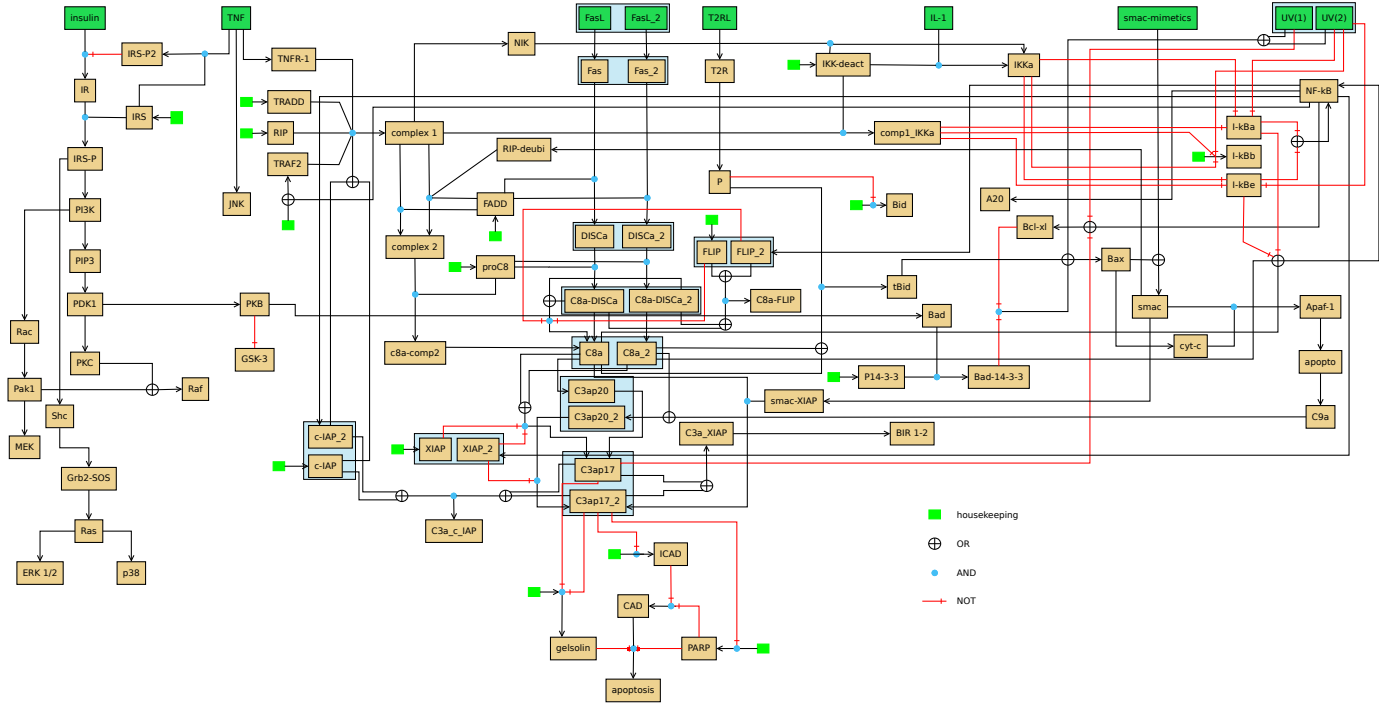 insulin
TNF
FasL
FasL_2
T2RL
IL-1
smac-mimetics
UV(1)
UV(2)
IRS-P2
TNFR-1
NIK
IKK-deact
IKKa
Fas
Fas_2
T2R
IR
NF-kB
TRADD
IRS
RIP
complex 1
comp1_IKKa
I-kBa
RIP-deubi
I-kBb
IRS-P
TRAF2
P
I-kBe
JNK
FADD
Bid
A20
PI3K
Bcl-xl
DISCa
DISCa_2
complex 2
FLIP
FLIP_2
PIP3
proC8
Bax
tBid
PDK1
PKB
C8a-DISCa
C8a-DISCa_2
C8a-FLIP
smac
Apaf-1
Bad
Rac
cyt-c
GSK-3
PKC
c8a-comp2
C8a
C8a_2
apopto
P14-3-3
Bad-14-3-3
Pak1
Raf
C3ap20
smac-XIAP
Shc
C3ap20_2
C9a
c-IAP_2
C3a_XIAP
BIR 1-2
MEK
XIAP
XIAP_2
c-IAP
C3ap17
Grb2-SOS
C3ap17_2
housekeeping
Ras
C3a_c_IAP
OR
ICAD
ERK 1/2
p38
AND
CAD
NOT
gelsolin
PARP
apoptosis